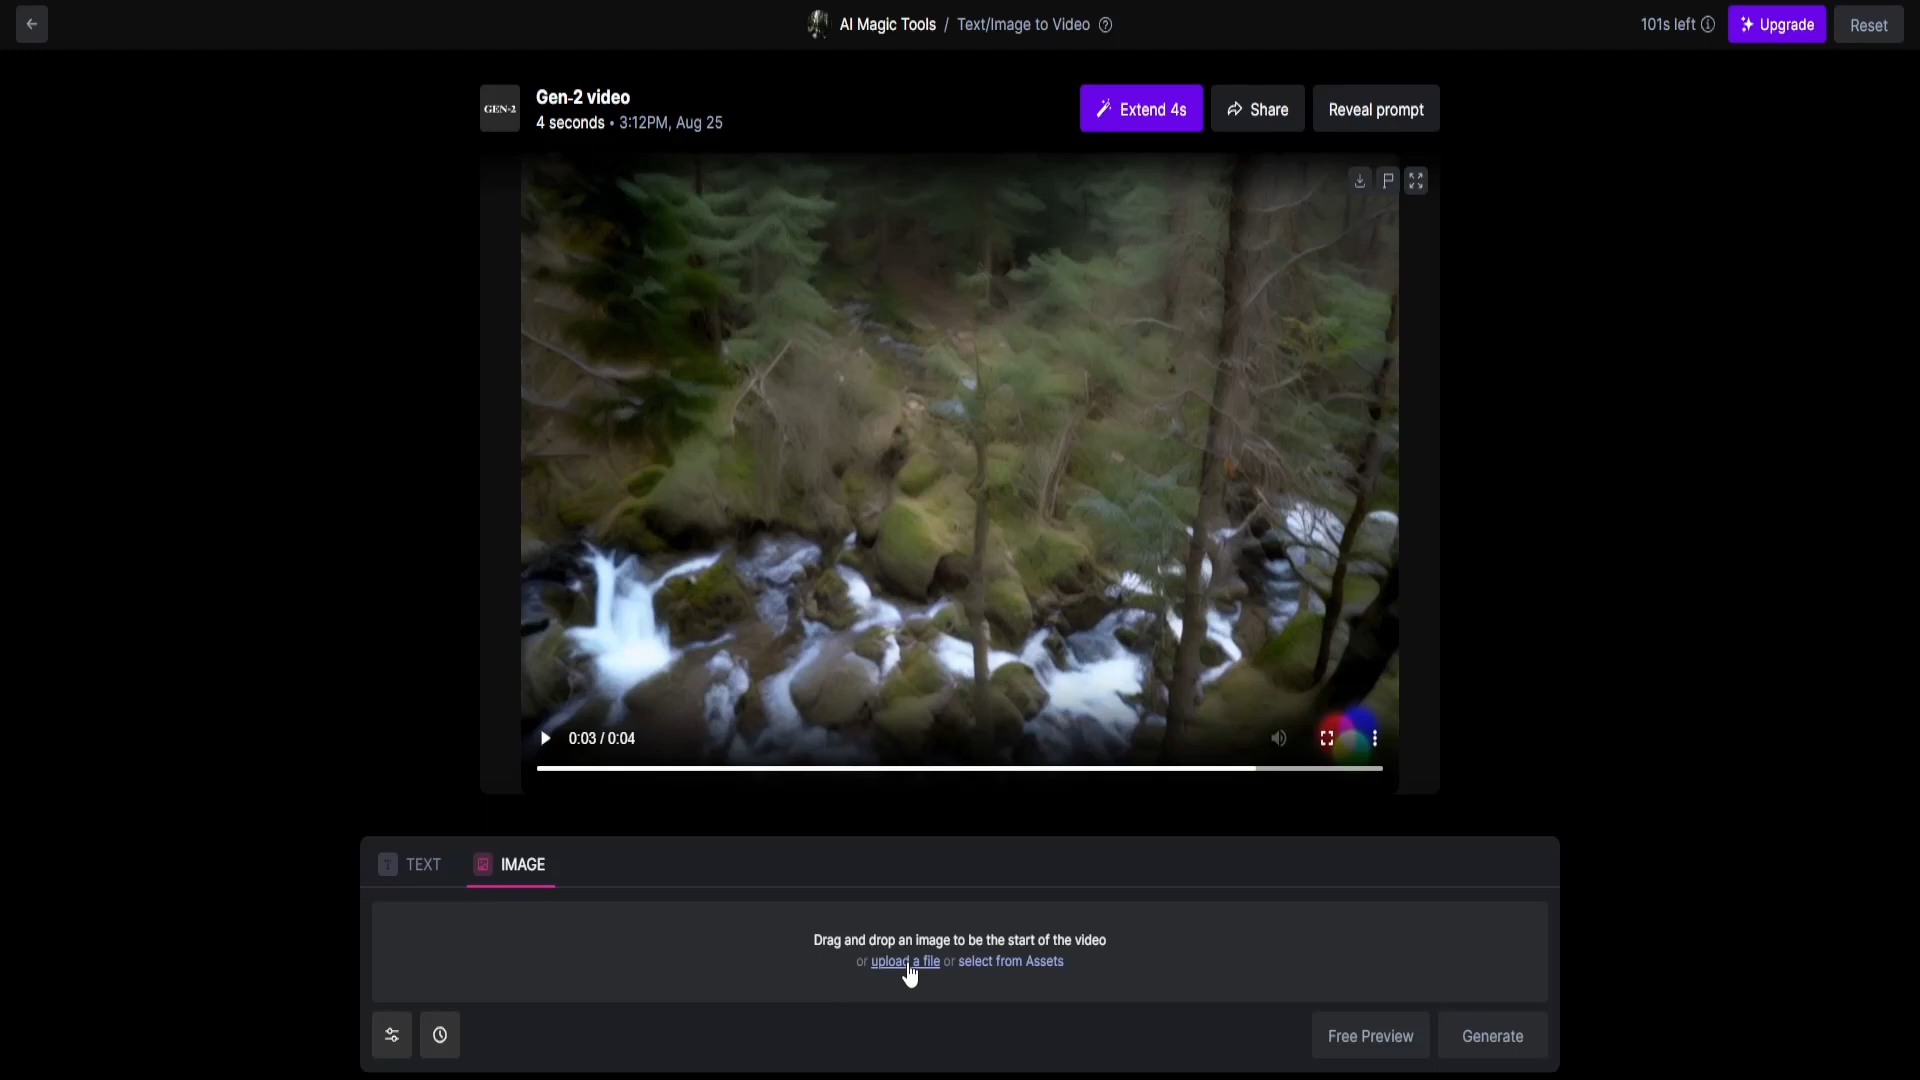 AI Magic Tools / Text/Image to Video
101s left
Upgrade
Reset
GEN-2
Gen-2 video
4 seconds • 3:12PM, Aug 25
Extend 4s
Share
Reveal prompt
0:03 / 0:04
T TEXT
IMAGE
Drag and drop an image to be the start of the video
or upload a file or select from Assets
Free Preview
Generate